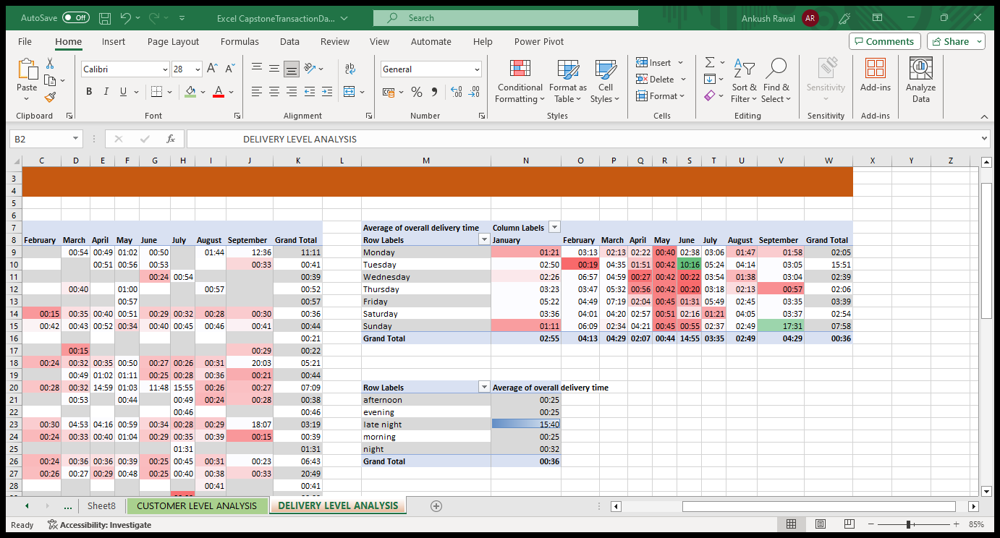 AutoSave Off Excel CapstoneTransactionDa... Search Ankush Rawal AR
File Home Insert Page Layout Formulas Data Review View Automate Help Power Pivot Comments Share
Paste Calibri 28 General Conditional Formatting Format as Table Cell Styles Insert Delete Format Sort & Filter Find & Select Sensitivity Add-ins Analyze Data
Clipboard Font Alignment Number Styles Cells Editing Sensitivity Add-ins
B2 fx DELIVERY LEVEL ANALYSIS
C D E F G H I J K L M N O P Q R S T U V W X Y Z
3
4
5
6
7 Average of overall delivery time Column Labels
8 February March April May June July August September Grand Total Row Labels January February March April May June July August September Grand Total
9 00:54 00:49 01:02 00:50 01:44 12:36 11:11 Monday 01:21 03:13 02:13 02:22 00:40 02:38 03:06 01:47 01:58 02:05
10 00:51 00:56 00:53 00:33 00:41 Tuesday 02:50 00:19 04:35 01:51 00:42 10:16 05:24 04:14 03:05 15:51
11 00:24 00:54 00:39 Wednesday 02:26 06:57 04:59 00:27 00:42 00:22 03:54 01:38 03:04 02:39
12 00:40 01:00 00:57 00:52 Thursday 03:23 03:47 05:32 00:56 00:42 00:20 03:18 02:13 00:57 02:06
13 00:57 00:57 Friday 05:22 04:49 07:19 02:04 00:45 01:31 05:49 02:45 03:35 03:39
14 00:15 00:35 00:40 00:51 00:29 00:32 00:28 00:30 00:36 Saturday 03:36 04:01 04:20 02:57 00:51 02:16 01:21 04:05 03:37 02:54
15 00:42 00:43 00:52 00:34 00:40 00:45 00:46 00:41 00:44 Sunday 01:11 06:09 02:34 04:21 00:45 00:55 02:37 02:49 17:31 07:58
16 00:21 Grand Total 02:55 04:13 04:29 02:07 00:44 14:55 03:35 02:49 04:29 00:36
17 00:15 00:29 00:22
18 00:24 00:32 00:35 00:50 00:27 00:26 00:31 20:03 05:21
19 00:49 01:02 01:11 00:25 00:28 00:36 00:21 00:44
20 00:28 00:32 14:59 01:03 11:48 15:55 00:26 00:27 07:09 Row Labels Average of overall delivery time
21 00:53 00:44 00:49 00:24 00:28 00:38 afternoon 00:25
22 00:46 00:46 evening 00:25
23 00:30 04:53 04:16 00:59 00:34 00:28 00:29 18:07 03:19 late night 15:40
24 00:24 00:33 00:40 01:04 00:29 00:35 00:39 00:15 00:39 morning 00:25
25 01:31 01:31 night 00:32
26 00:24 00:36 00:36 00:39 00:25 00:45 00:31 00:23 06:43 Grand Total 00:36
27 00:26 00:27 00:29 00:48 00:25 00:40 00:38 00:33 20:49
28 00:41 00:41
... Sheet8 CUSTOMER LEVEL ANALYSIS DELIVERY LEVEL ANALYSIS
Ready Accessibility: Investigate 85%